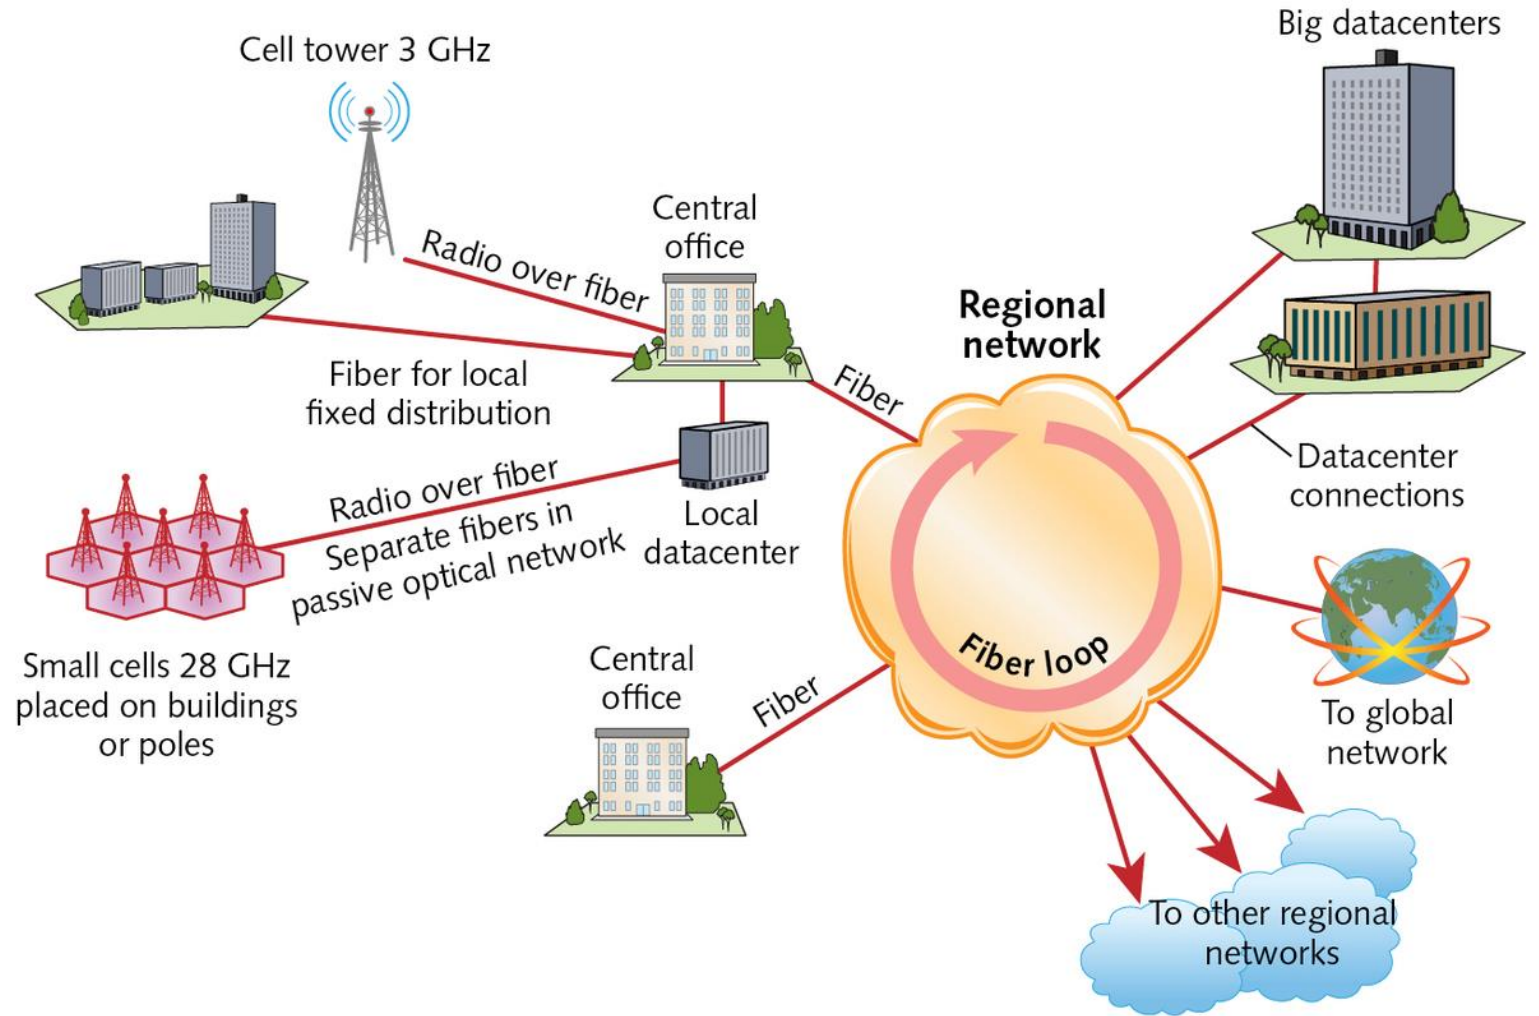 Big datacenters
Cell tower 3 GHz
Central
office
Radio over fiber
Regional
network
Fiber for local
fixed distribution
Fiber
Datacenter
connections
Radio over fiber
Separate fibers in
passive optical network
Local
datacenter
Small cells 28 GHz
placed on buildings
or poles
Central
office
Fiber
Fiber loop
To global
network
To other regional
networks